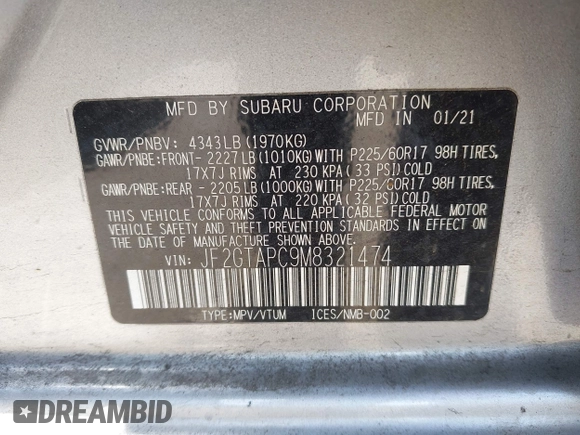 MFD BY SUBARU CORPORATION
MFD IN 01/21
GVWR/PNBV: 4343LB (1970KG)
GAWR/PNBE: FRONT- 2227LB (1010KG) WITH P225/60R17 98H TIRES,
17X7J RIMS AT 230 KPA (33 PSI) COLD
GAWR/PNBE: REAR - 2205LB (1000KG) WITH P225/60R17 98H TIRES,
17X7J RIMS AT 220 KPA (32 PSI) COLD
THIS VEHICLE CONFORMS TO ALL APPLICABLE FEDERAL MOTOR
VEHICLE SAFETY AND THEFT PREVENTION STANDARDS IN EFFECT ON
THE DATE OF MANUFACTURE SHOWN ABOVE.
VIN: JF2GTAPC9M8321474
TYPE:MPV/VTUM ICES/NMB-002
DREAMBID